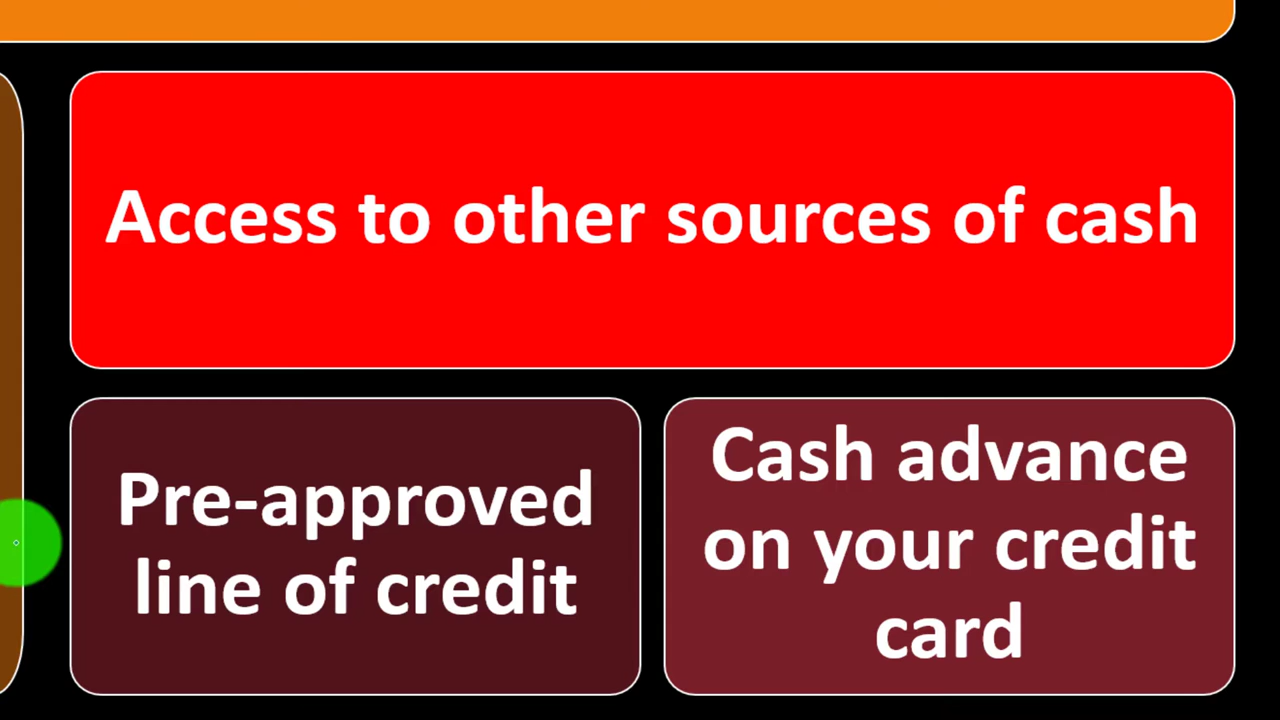 Access to other sources of cash
Pre-approved
line of credit
Cash advance
on your credit
card